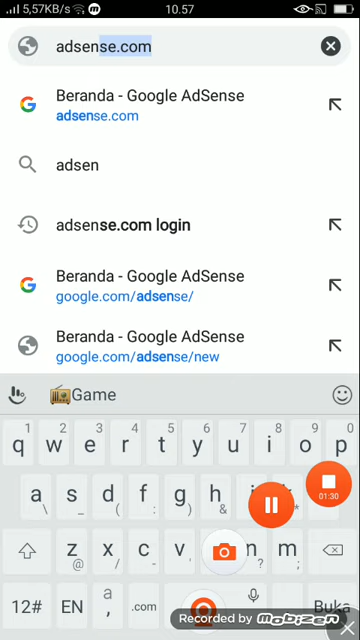 5,57KB/s 10.57
adsense.com
Beranda - Google AdSense
adsense.com
adsen
adsense.com login
Beranda - Google AdSense
google.com/adsense/
Beranda - Google AdSense
google.com/adsense/new
Game
1 2 3 4 5 6 7 8 9 0
q w e r t y u i o p
a s d f g h
\ _ ( : ) & *
01:30
z x c v n m
@ / - ? ;
12# EN a , .com Buka
Recorded by Mobizen